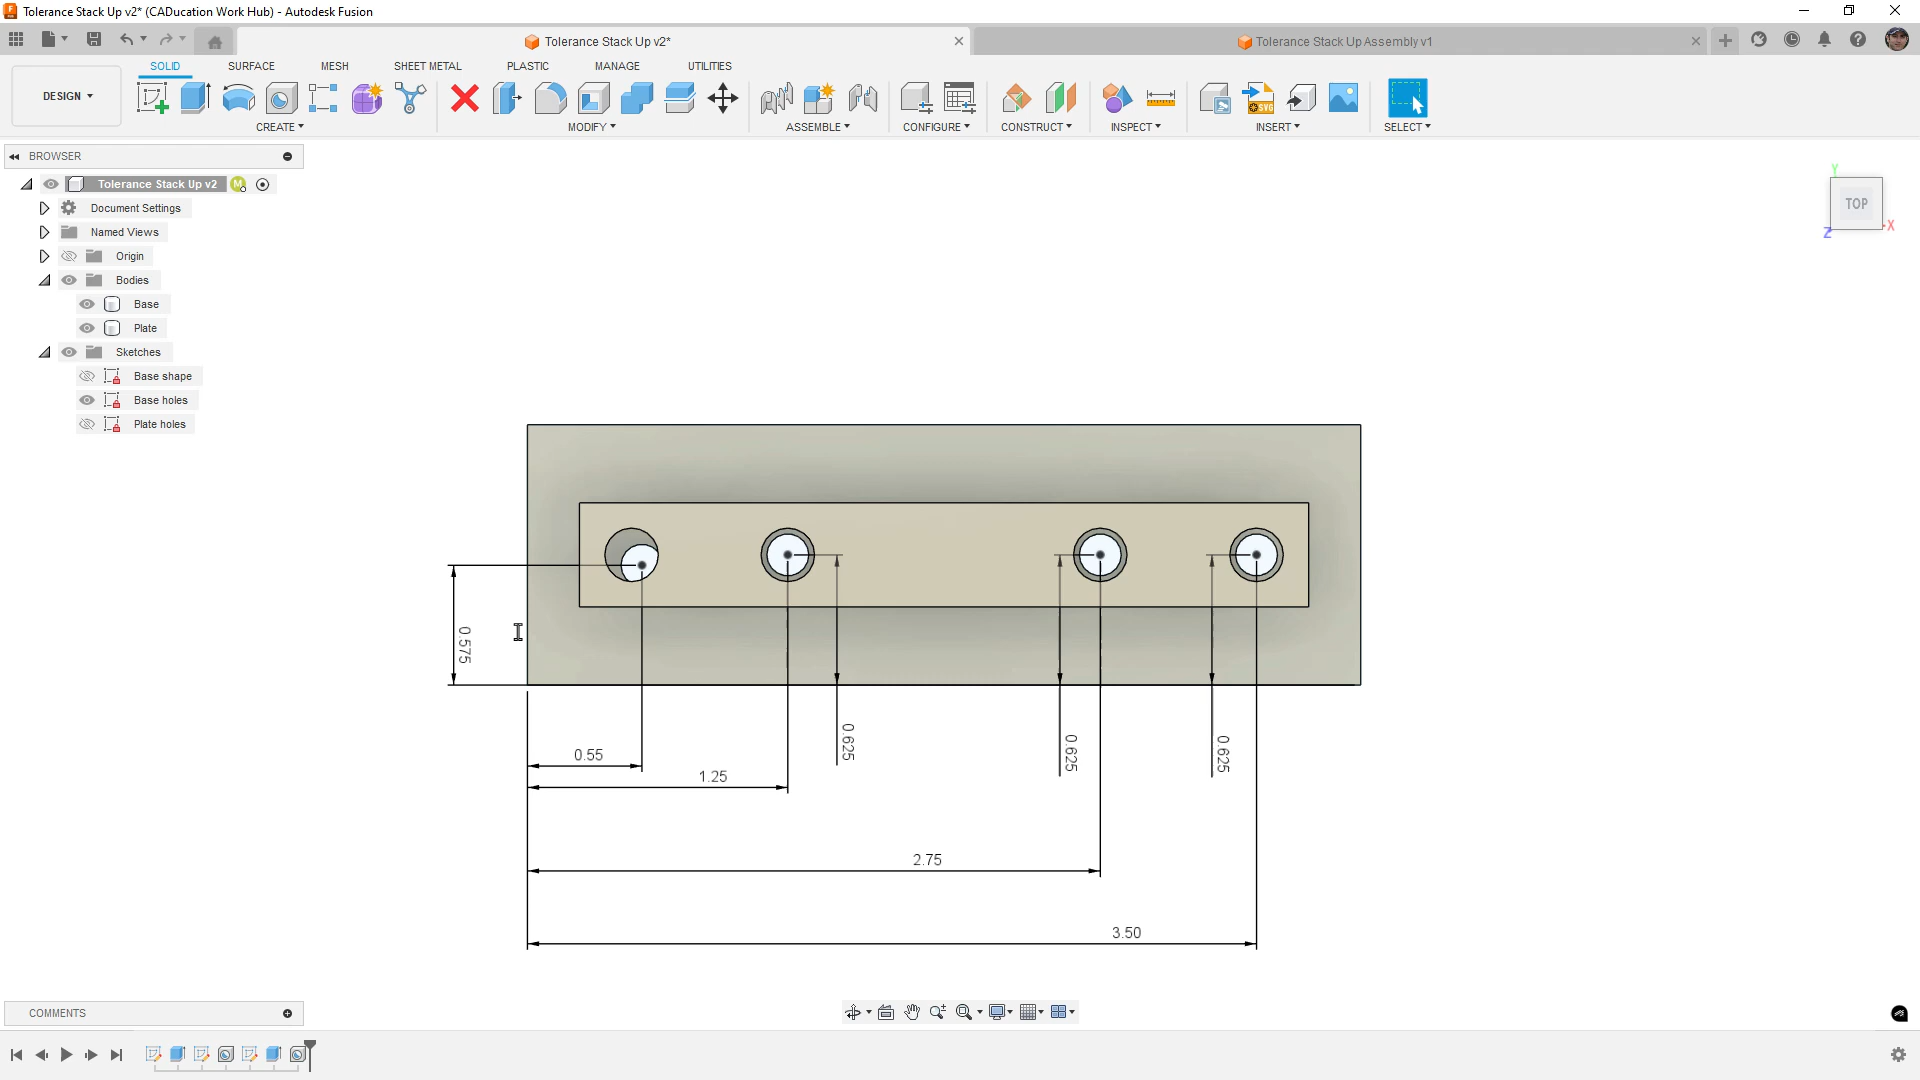 Tolerance Stack Up v2* (CADucation Work Hub) - Autodesk Fusion
Tolerance Stack Up v2*
Tolerance Stack Up Assembly v1
DESIGN
SOLID
SURFACE
MESH
SHEET METAL
PLASTIC
MANAGE
UTILITIES
CREATE
MODIFY
ASSEMBLE
CONFIGURE
CONSTRUCT
INSPECT
INSERT
SELECT
BROWSER
Tolerance Stack Up v2
M
Document Settings
Named Views
Origin
Bodies
Base
Plate
Sketches
Base shape
Base holes
Plate holes
Y
TOP
X
Z
0.575
0.55
1.25
0.625
0.625
0.625
2.75
3.50
COMMENTS